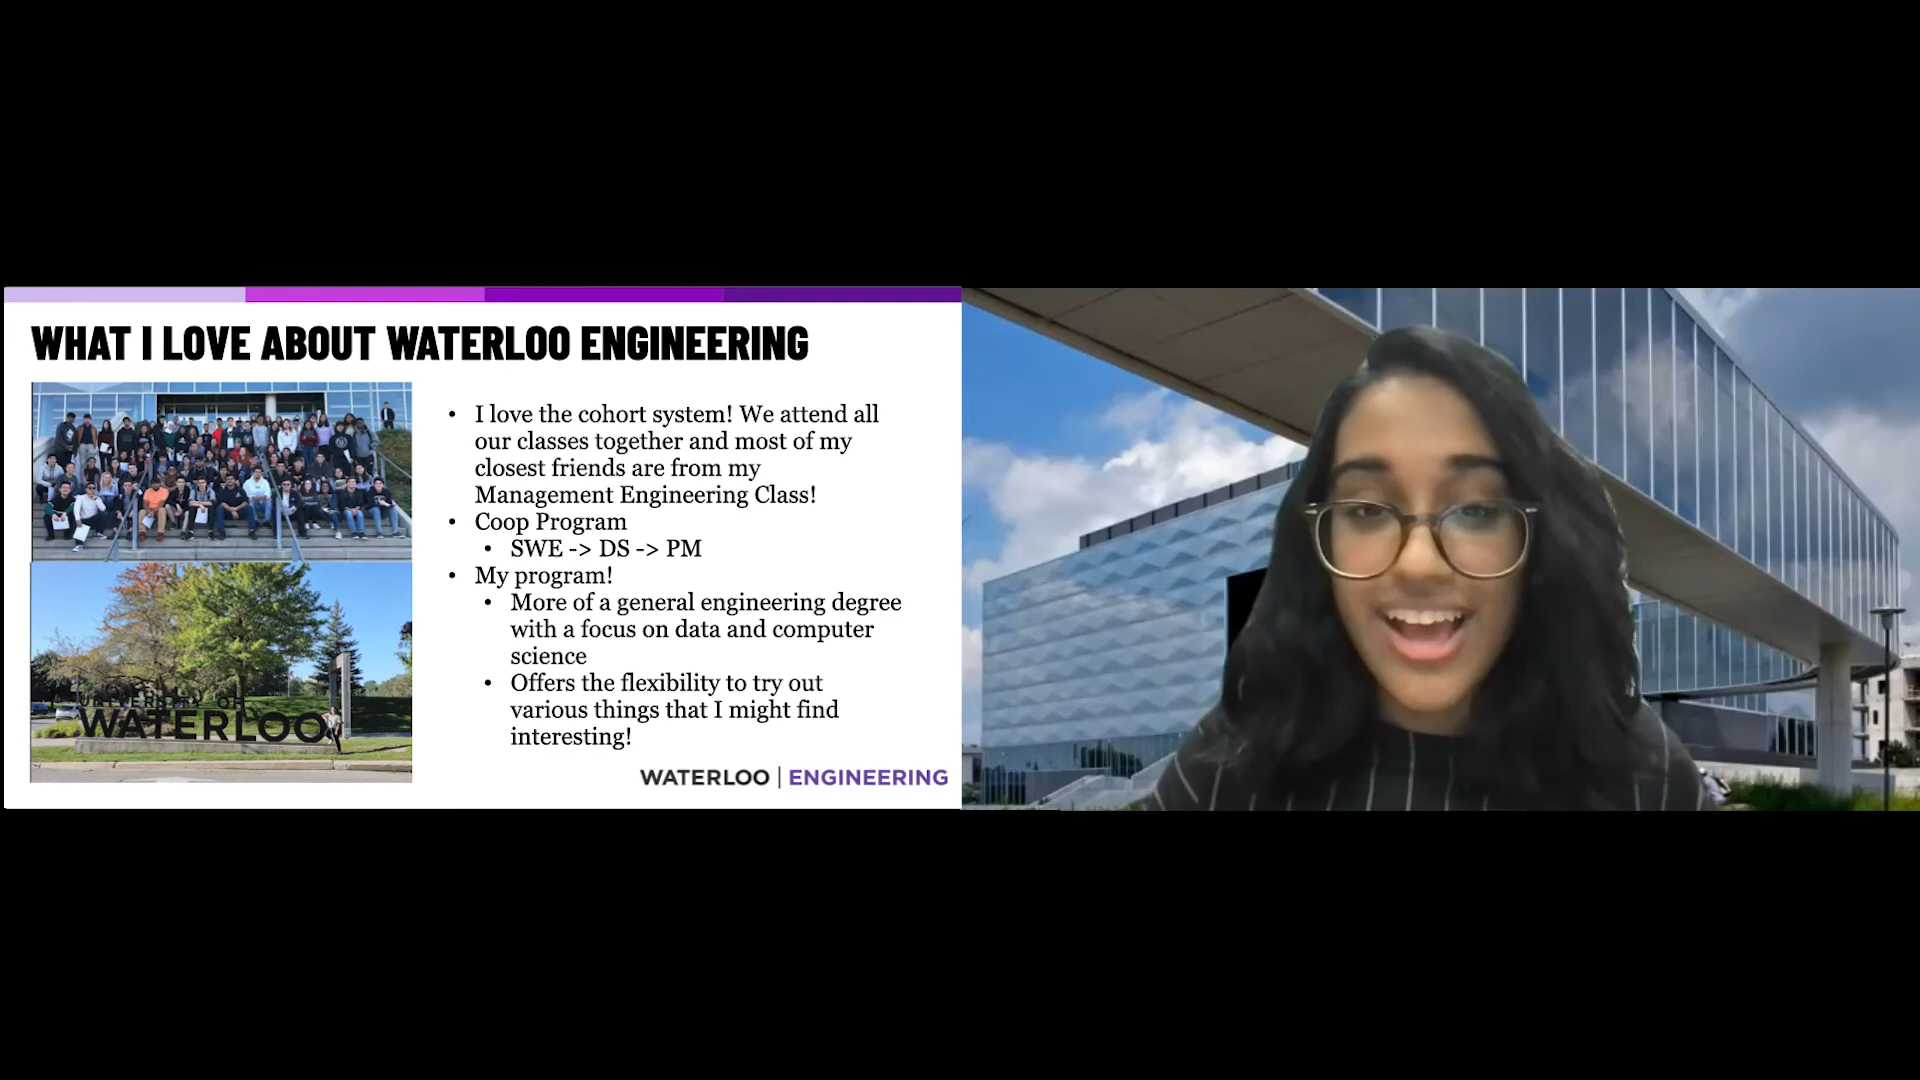 WHAT I LOVE ABOUT WATERLOO ENGINEERING
• I love the cohort system! We attend all
our classes together and most of my
closest friends are from my
Management Engineering Class!
• Coop Program
• SWE -> DS -> PM
• My program!
• More of a general engineering degree
with a focus on data and computer
science
• Offers the flexibility to try out
various things that I might find
interesting!
UNIVERSITY OF
WATERLOO
WATERLOO | ENGINEERING